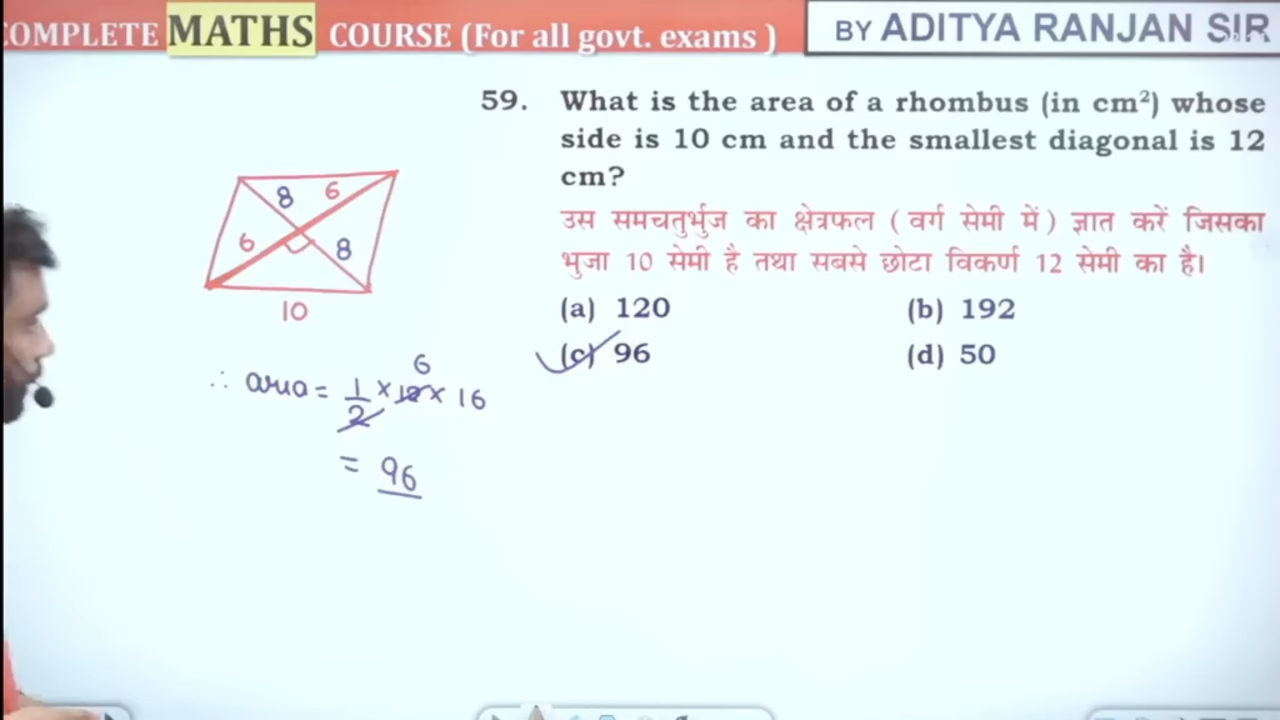 COMPLETE MATHS COURSE (For all govt. exams )
BY ADITYA RANJAN SIR
59. What is the area of a rhombus (in cm²) whose
side is 10 cm and the smallest diagonal is 12
cm?
उस समचतुर्भुज का क्षेत्रफल ( वर्ग सेमी में ) ज्ञात करें जिसका
भुजा 10 सेमी है तथा सबसे छोटा विकर्ण 12 सेमी का है।
(a) 120 (b) 192
(c) 96 (d) 50
8 6
6 8
10
6
∴ area = 1/2 × 12 × 16
= 96